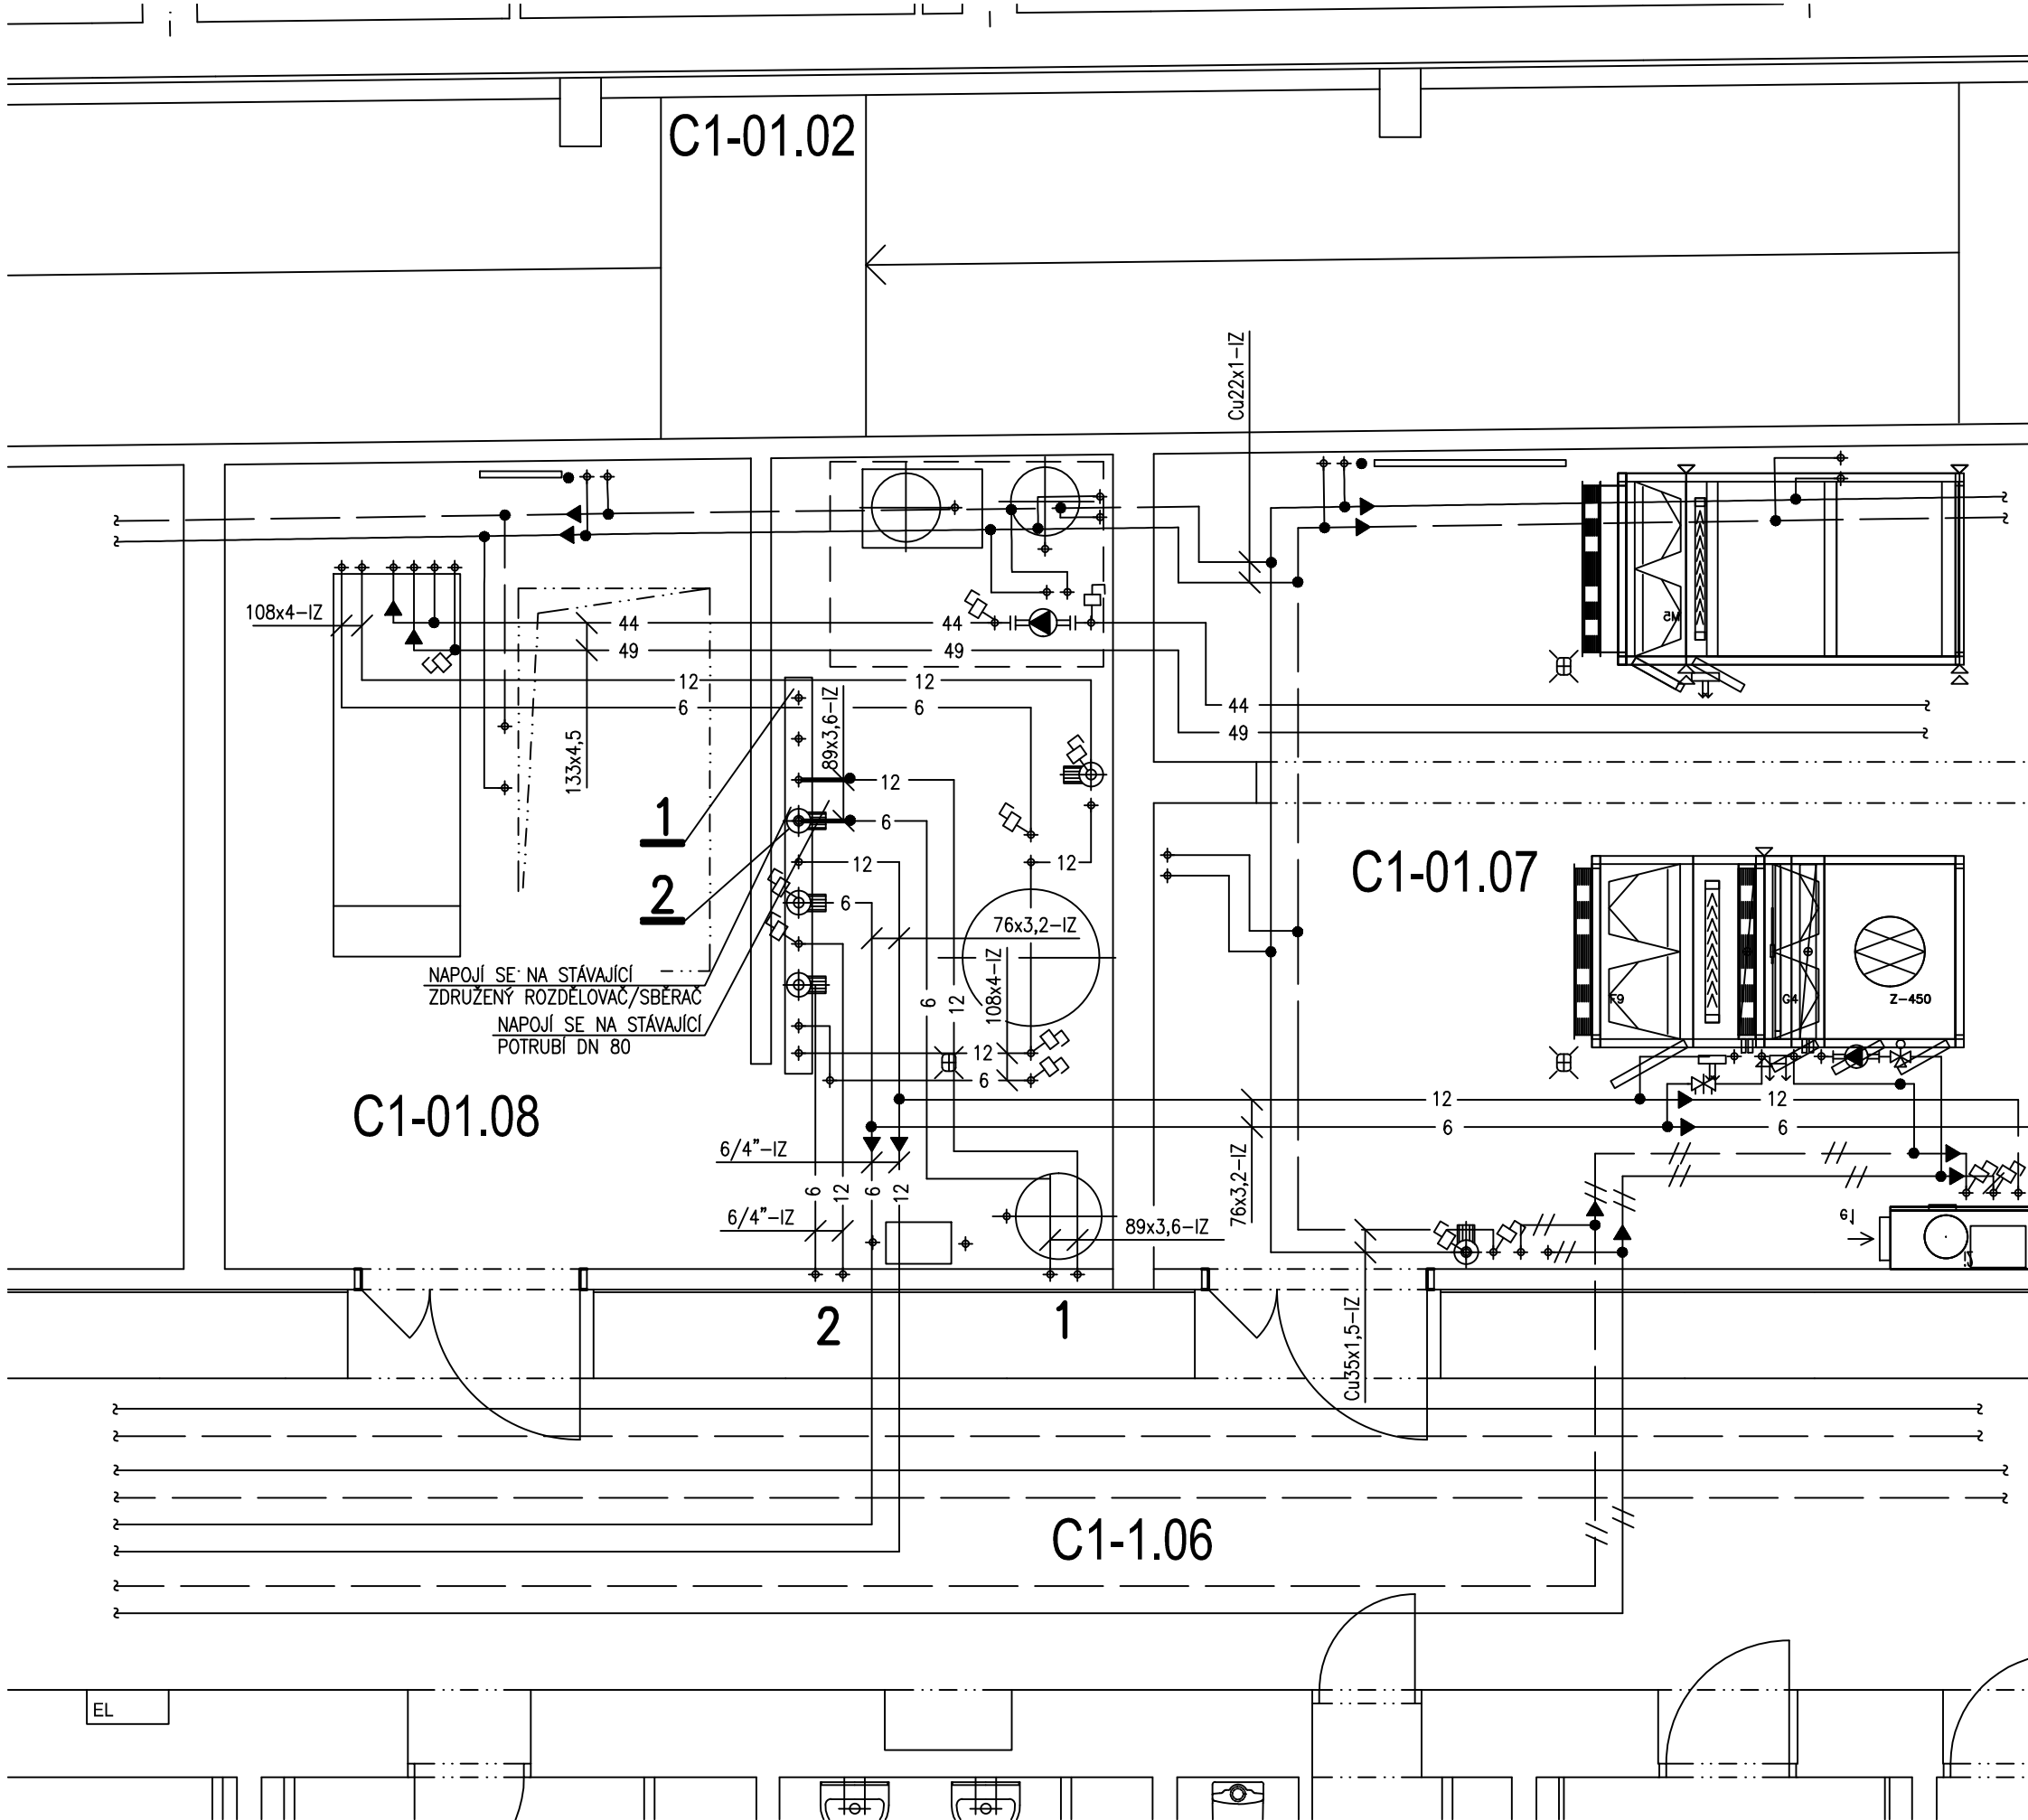 C1-01.02
Cu22x1-IZ
108x4-IZ
44
44
49
49
12
12
6
6
44
49
133x4,5
89x3,6-IZ
M5
1
2
12
6
12
12
6
76x3,2-IZ
C1-01.07
F9
G4
Z-450
NAPOJÍ SE NA STÁVAJÍCÍ
ZDRUŽENÝ ROZDĚLOVAČ/SBĚRAČ
NAPOJÍ SE NA STÁVAJÍCÍ
POTRUBÍ DN 80
6
12
108x4-IZ
12
6
C1-01.08
12
12
6
6
6/4"-IZ
6/4"-IZ
6
12
6
12
89x3,6-IZ
76x3,2-IZ
Cu35x1,5-IZ
2
1
C1-1.06
EL